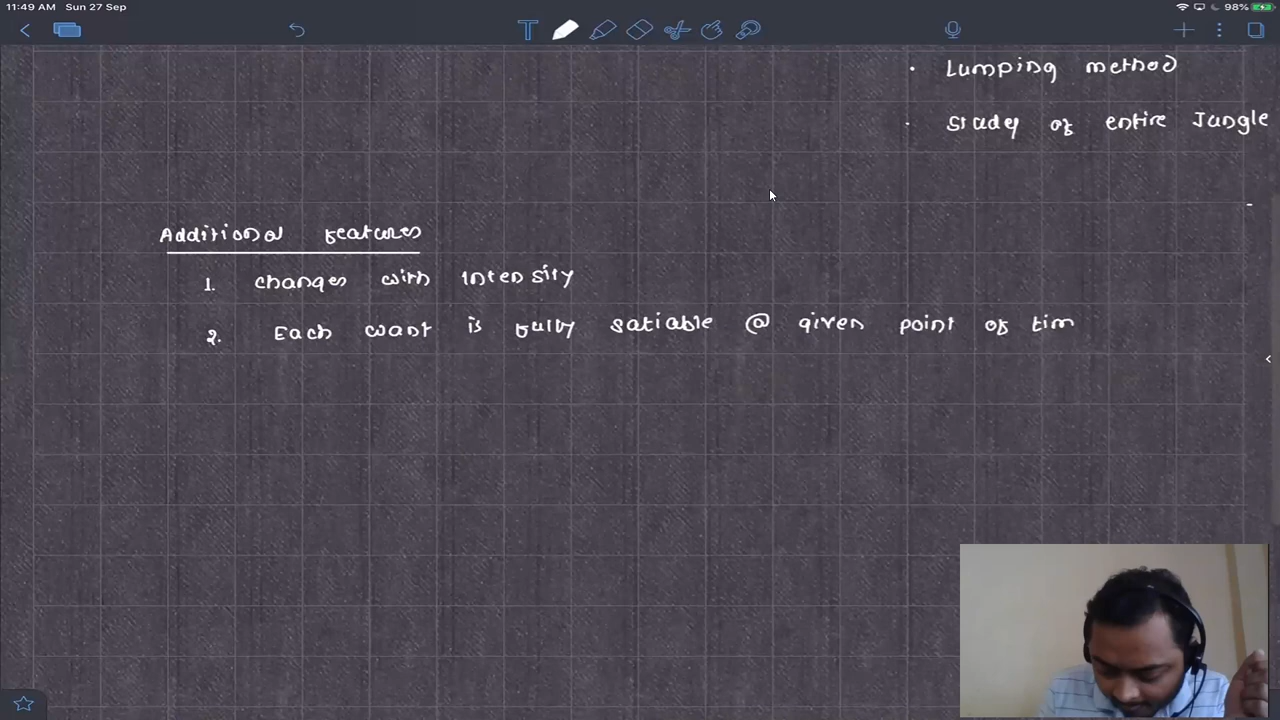 11:49 AM Sun 27 Sep
98%
T
• Lumping method
• Study of entire Jungle
Additional features
1. changes with intensity
2. Each want is fully satiable @ given point of tim